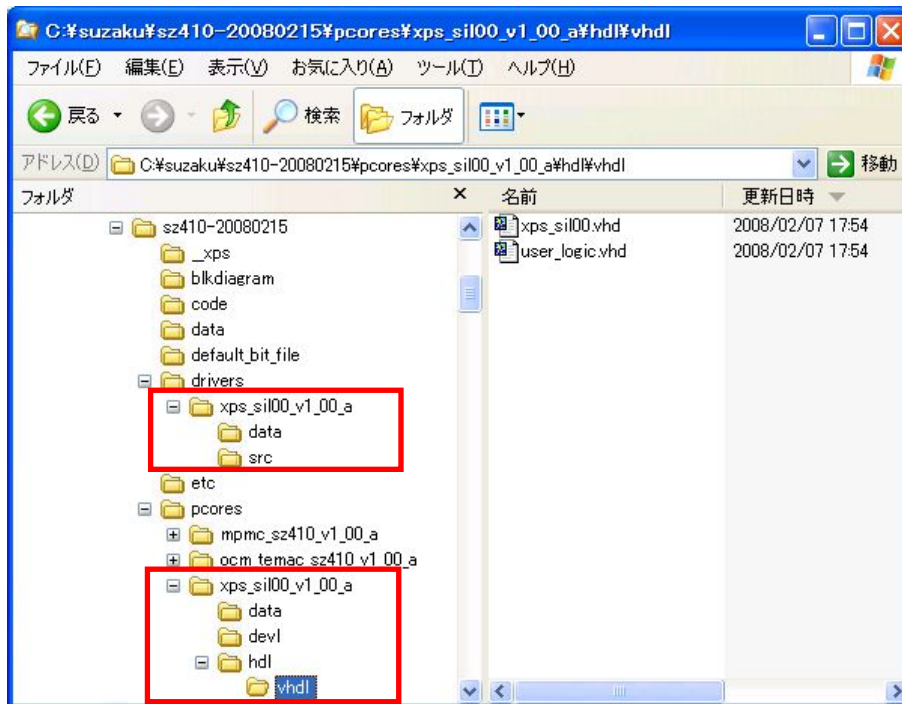 C:¥suzaku¥sz410-20080215¥pcores¥xps_sil00_v1_00_a¥hdl¥vhdl
ファイル(F) 編集(E) 表示(V) お気に入り(A) ツール(T) ヘルプ(H)
戻る 検索 フォルダ
アドレス(D) C:¥suzaku¥sz410-20080215¥pcores¥xps_sil00_v1_00_a¥hdl¥vhdl 移動
フォルダ × 名前 更新日時
sz410-20080215
_xps
blkdiagram
code
data
default_bit_file
drivers
xps_sil00_v1_00_a
data
src
etc
pcores
mpmc_sz410_v1_00_a
ocm_temac_sz410_v1_00_a
xps_sil00_v1_00_a
data
devl
hdl
vhdl
xps_sil00.vhd 2008/02/07 17:54
user_logic.vhd 2008/02/07 17:54